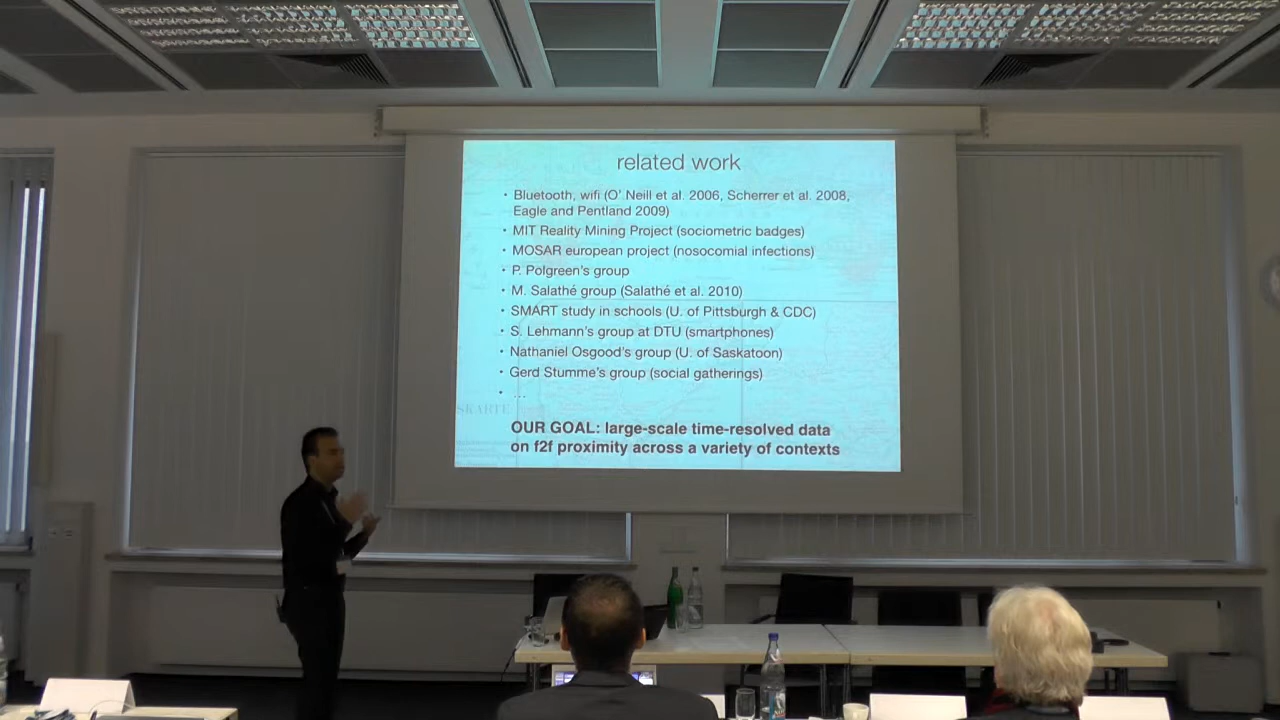 related work
• Bluetooth, wifi (O' Neill et al. 2006, Scherrer et al. 2008,
Eagle and Pentland 2009)
• MIT Reality Mining Project (sociometric badges)
• MOSAR european project (nosocomial infections)
• P. Polgreen's group
• M. Salathé group (Salathé et al. 2010)
• SMART study in schools (U. of Pittsburgh & CDC)
• S. Lehmann's group at DTU (smartphones)
• Nathaniel Osgood's group (U. of Saskatoon)
• Gerd Stumme's group (social gatherings)
• ...
SKARTE
OUR GOAL: large-scale time-resolved data
on f2f proximity across a variety of contexts